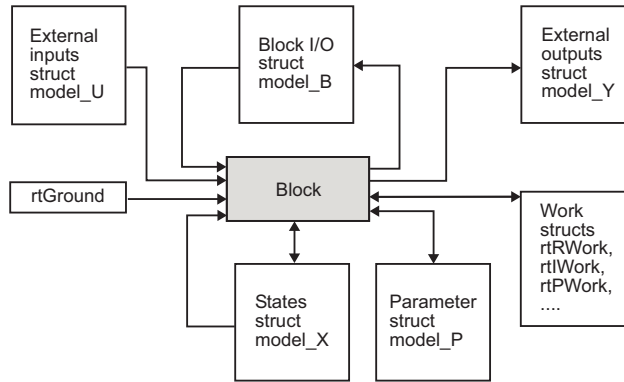 External
inputs
struct
model_U
Block I/O
struct
model_B
External
outputs
struct
model_Y
Block
rtGround
Work
structs
rtRWork,
rtIWork,
rtPWork,
....
States
struct
model_X
Parameter
struct
model_P